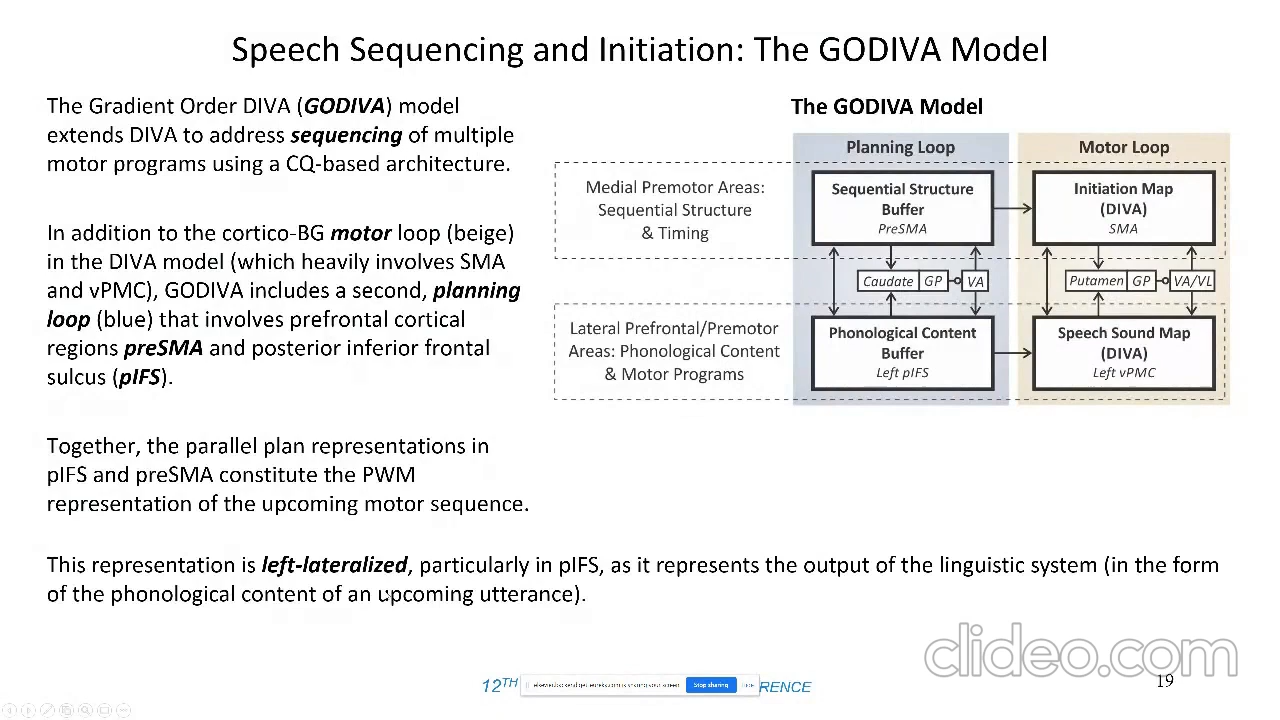 Speech Sequencing and Initiation: The GODIVA Model
The Gradient Order DIVA (GODIVA) model
extends DIVA to address sequencing of multiple
motor programs using a CQ-based architecture.
In addition to the cortico-BG motor loop (beige)
in the DIVA model (which heavily involves SMA
and vPMC), GODIVA includes a second, planning
loop (blue) that involves prefrontal cortical
regions preSMA and posterior inferior frontal
sulcus (pIFS).
Together, the parallel plan representations in
pIFS and preSMA constitute the PWM
representation of the upcoming motor sequence.
This representation is left-lateralized, particularly in pIFS, as it represents the output of the linguistic system (in the form
of the phonological content of an upcoming utterance).
The GODIVA Model
Planning Loop
Motor Loop
Medial Premotor Areas:
Sequential Structure
& Timing
Sequential Structure
Buffer
PreSMA
Initiation Map
(DIVA)
SMA
Caudate GP VA
Putamen GP VA/VL
Lateral Prefrontal/Premotor
Areas: Phonological Content
& Motor Programs
Phonological Content
Buffer
Left pIFS
Speech Sound Map
(DIVA)
Left vPMC
clideo.com
12TH
is sharing your screen.
Stop sharing
Hide
RENCE
19